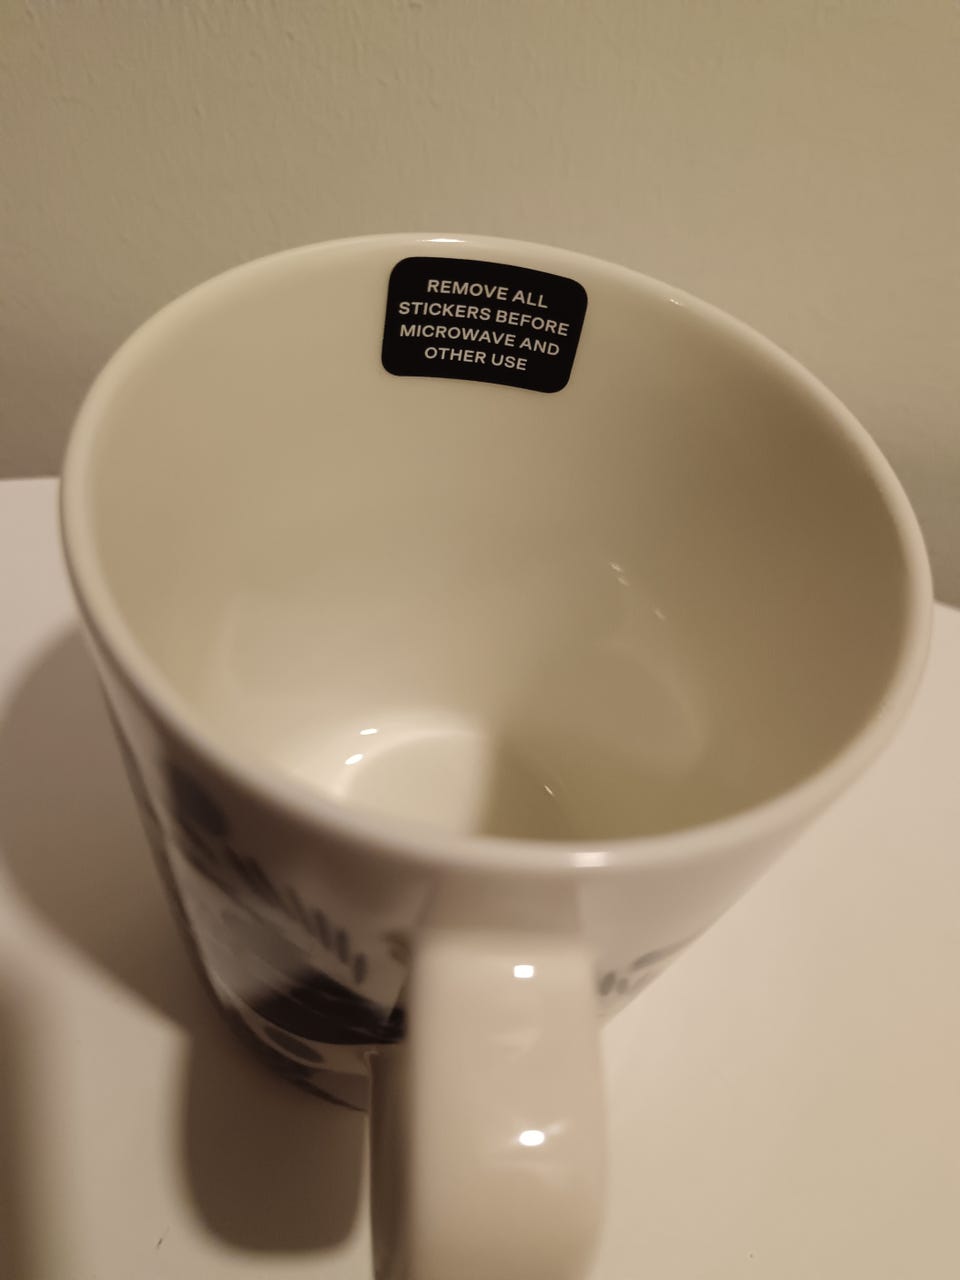 REMOVE ALL
STICKERS BEFORE
MICROWAVE AND
OTHER USE